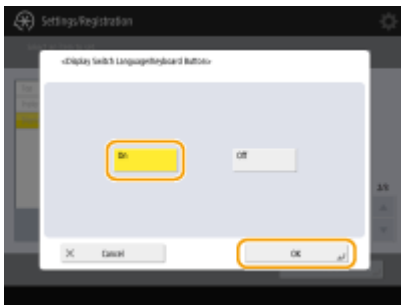 Settings/Registration
<Display Switch Language/Keyboard Button>
On
Off
Cancel
OK